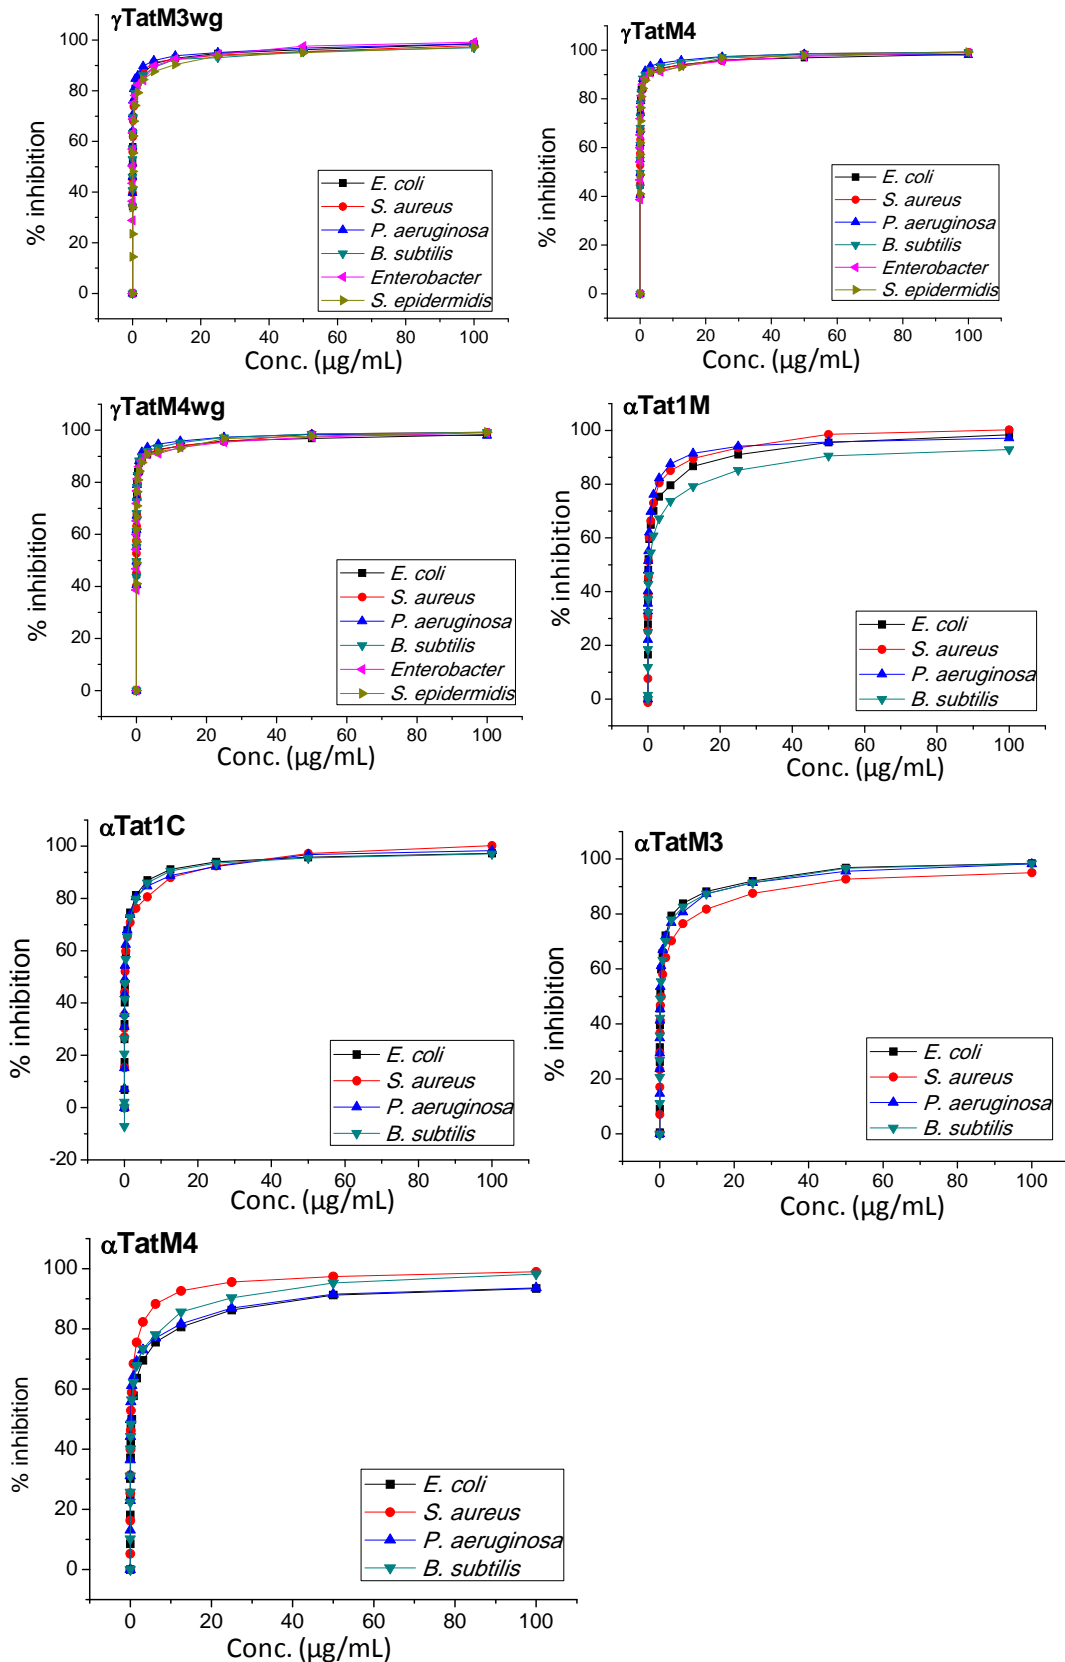 γTatM3wg
% inhibition
100
80
60
40
20
0
E. coli
S. aureus
P. aeruginosa
B. subtilis
Enterobacter
S. epidermidis
0 20 40 60 80 100
Conc. (µg/mL)
γTatM4
% inhibition
100
80
60
40
20
0
E. coli
S. aureus
P. aeruginosa
B. subtilis
Enterobacter
S. epidermidis
0 20 40 60 80 100
Conc. (µg/mL)
γTatM4wg
% inhibition
100
80
60
40
20
0
E. coli
S. aureus
P. aeruginosa
B. subtilis
Enterobacter
S. epidermidis
0 20 40 60 80 100
Conc. (µg/mL)
αTat1M
% inhibition
100
80
60
40
20
0
E. coli
S. aureus
P. aeruginosa
B. subtilis
0 20 40 60 80 100
Conc. (µg/mL)
αTat1C
% inhibition
100
80
60
40
20
0
-20
E. coli
S. aureus
P. aeruginosa
B. subtilis
0 20 40 60 80 100
Conc. (µg/mL)
αTatM3
% inhibition
100
80
60
40
20
0
E. coli
S. aureus
P. aeruginosa
B. subtilis
0 20 40 60 80 100
Conc. (µg/mL)
αTatM4
% inhibition
100
80
60
40
20
0
E. coli
S. aureus
P. aeruginosa
B. subtilis
0 20 40 60 80 100
Conc. (µg/mL)